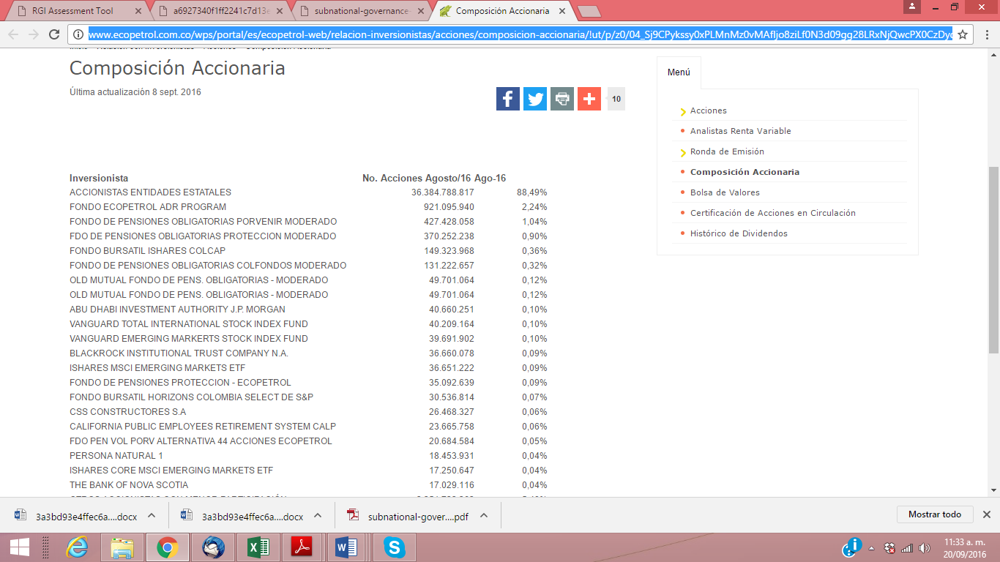 RGI Assessment Tool
a6927340f1ff2241c7d13
subnational-governance-
Composición Accionaria
www.ecopetrol.com.co/wps/portal/es/ecopetrol-web/relacion-inversionistas/acciones/composicion-accionaria/!ut/p/z0/04_Sj9CPykssy0xPLMnMz0vMAfIjo8ziLf0N3d09gg28LRxNjQwcPX0CzDy
Composición Accionaria
Última actualización 8 sept. 2016
10
Menú
Acciones
Analistas Renta Variable
Ronda de Emisión
Composición Accionaria
Bolsa de Valores
Certificación de Acciones en Circulación
Histórico de Dividendos
Inversionista No. Acciones Agosto/16 Ago-16
ACCIONISTAS ENTIDADES ESTATALES 36.384.788.817 88,49%
FONDO ECOPETROL ADR PROGRAM 921.095.940 2,24%
FONDO DE PENSIONES OBLIGATORIAS PORVENIR MODERADO 427.428.058 1,04%
FDO DE PENSIONES OBLIGATORIAS PROTECCION MODERADO 370.252.238 0,90%
FONDO BURSATIL ISHARES COLCAP 149.323.968 0,36%
FONDO DE PENSIONES OBLIGATORIAS COLFONDOS MODERADO 131.222.657 0,32%
OLD MUTUAL FONDO DE PENS. OBLIGATORIAS - MODERADO 49.701.064 0,12%
OLD MUTUAL FONDO DE PENS. OBLIGATORIAS - MODERADO 49.701.064 0,12%
ABU DHABI INVESTMENT AUTHORITY J.P. MORGAN 40.660.251 0,10%
VANGUARD TOTAL INTERNATIONAL STOCK INDEX FUND 40.209.164 0,10%
VANGUARD EMERGING MARKERTS STOCK INDEX FUND 39.691.902 0,10%
BLACKROCK INSTITUTIONAL TRUST COMPANY N.A. 36.660.078 0,09%
ISHARES MSCI EMERGING MARKETS ETF 36.651.222 0,09%
FONDO DE PENSIONES PROTECCION - ECOPETROL 35.092.639 0,09%
FONDO BURSATIL HORIZONS COLOMBIA SELECT DE S&P 30.536.814 0,07%
CSS CONSTRUCTORES S.A 26.468.327 0,06%
CALIFORNIA PUBLIC EMPLOYEES RETIREMENT SYSTEM CALP 23.665.758 0,06%
FDO PEN VOL PORV ALTERNATIVA 44 ACCIONES ECOPETROL 20.684.584 0,05%
PERSONA NATURAL 1 18.453.931 0,04%
ISHARES CORE MSCI EMERGING MARKETS ETF 17.250.647 0,04%
THE BANK OF NOVA SCOTIA 17.029.116 0,04%
3a3bd93e4ffec6a....docx
3a3bd93e4ffec6a....docx
subnational-gover....pdf
Mostrar todo
11:33 a. m.
20/09/2016